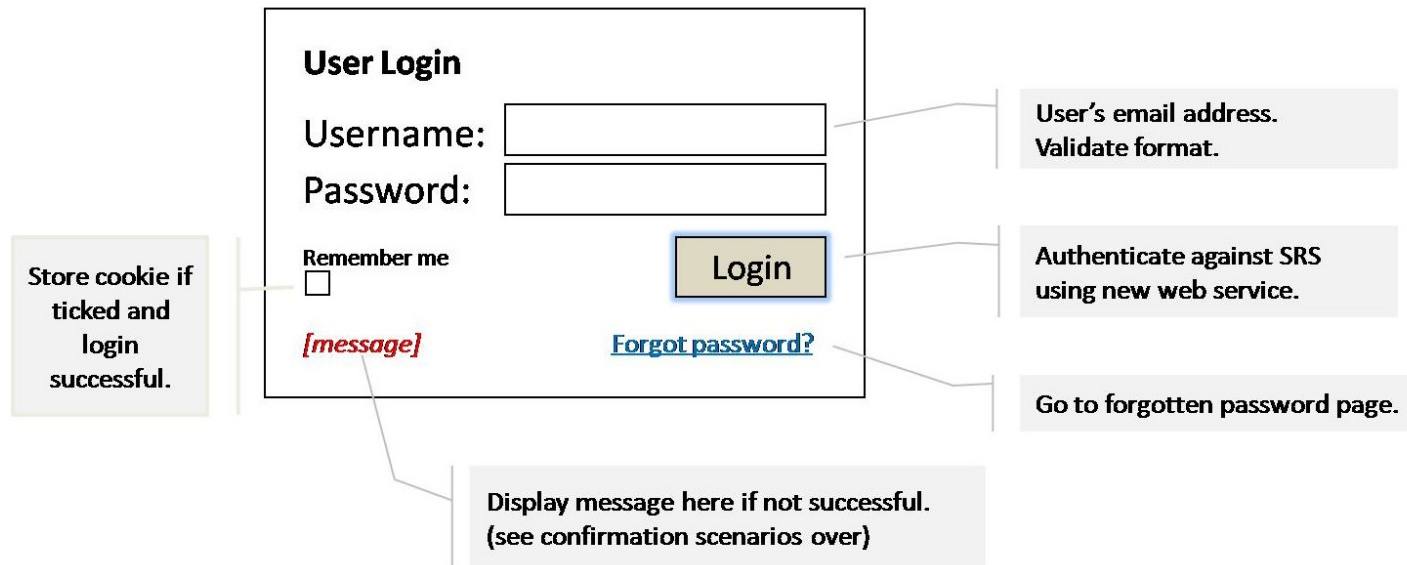 User Login
Username:
User’s email address.
Validate format.
Password:
Remember me
Login
Authenticate against SRS
using new web service.
Store cookie if
ticked and
login
successful.
[message]
Forgot password?
Go to forgotten password page.
Display message here if not successful.
(see confirmation scenarios over)